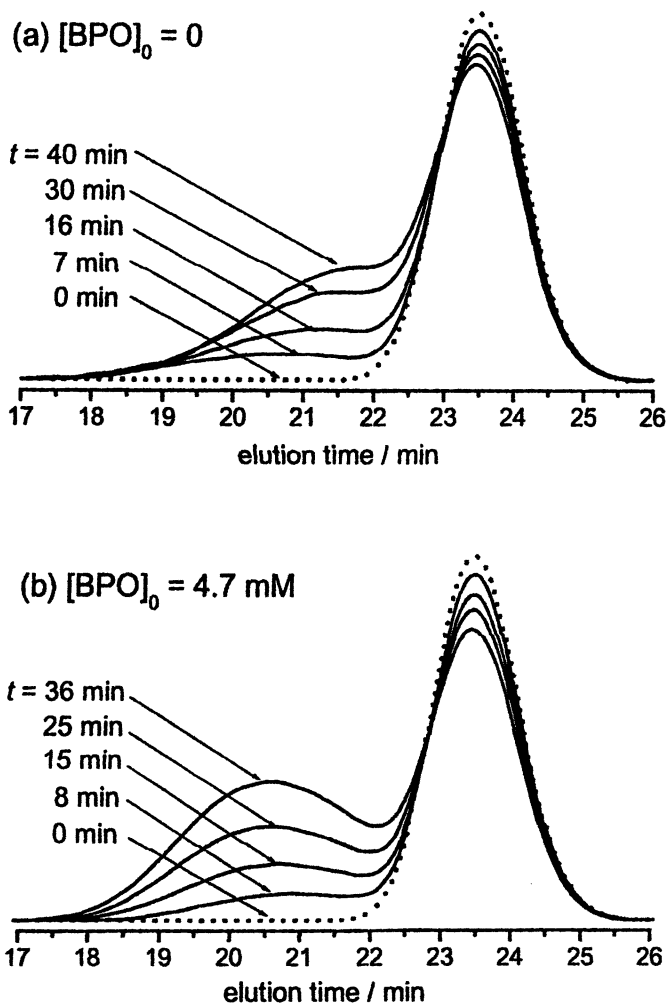 (a) [BPO]₀ = 0
t = 40 min
30 min
16 min
7 min
0 min
17 18 19 20 21 22 23 24 25 26
elution time / min
(b) [BPO]₀ = 4.7 mM
t = 36 min
25 min
15 min
8 min
0 min
17 18 19 20 21 22 23 24 25 26
elution time / min